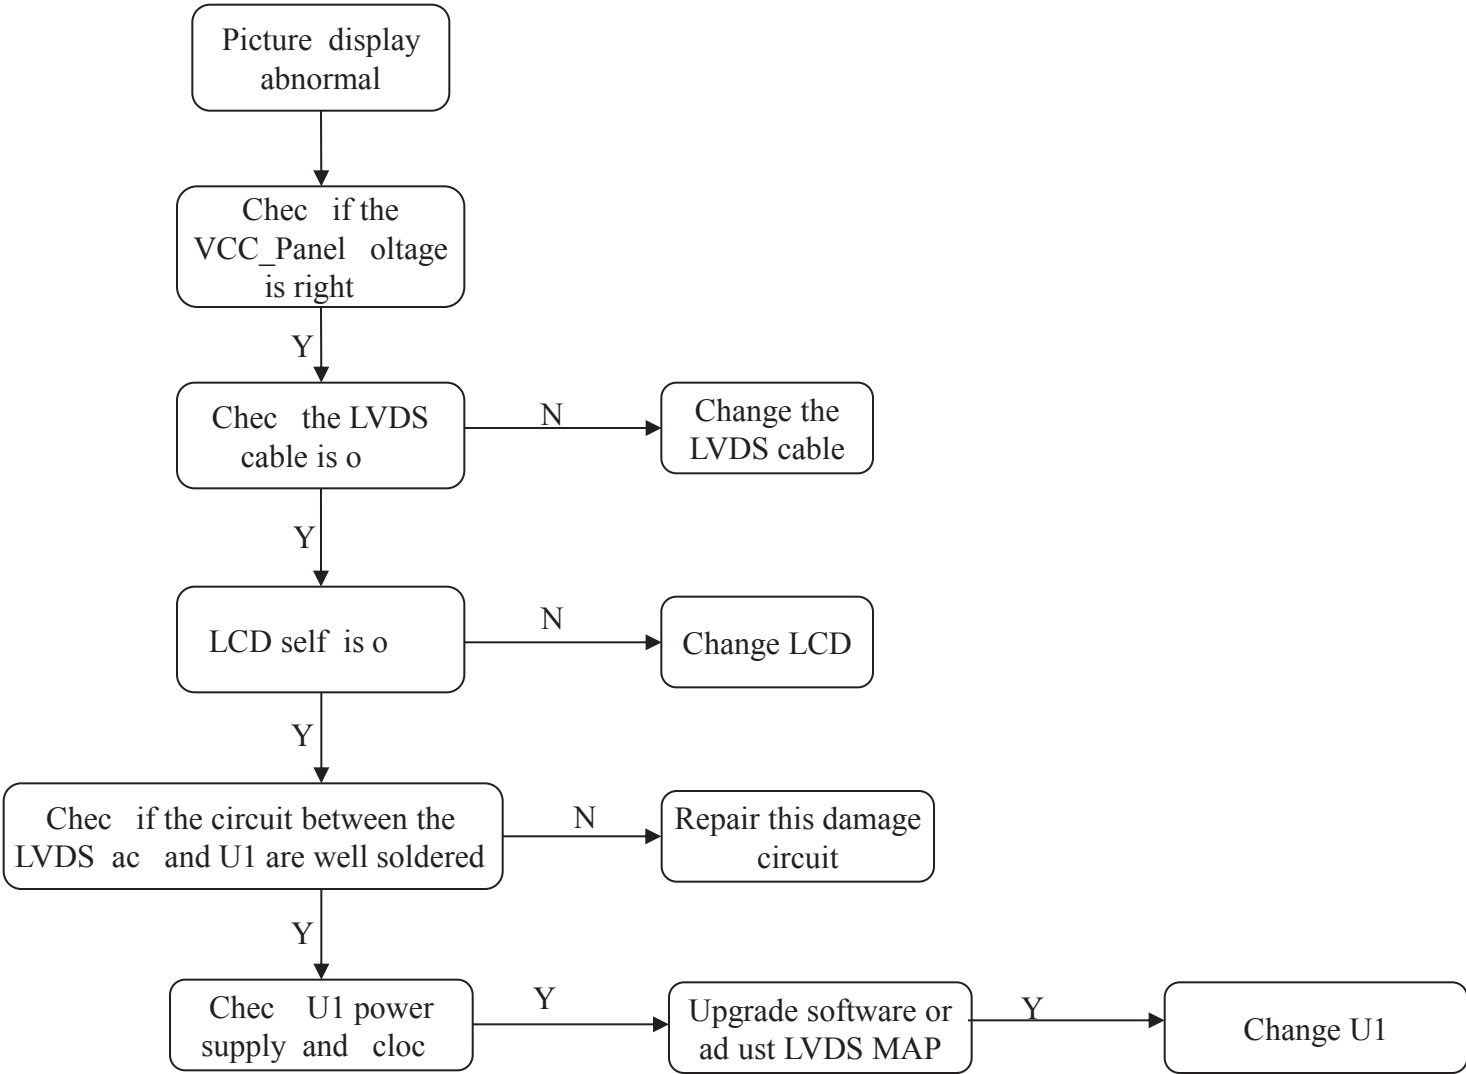 Picture display
abnormal
Chec if the
VCC_Panel oltage
is right
Y
Chec the LVDS
cable is o
N
Change the
LVDS cable
Y
LCD self is o
N
Change LCD
Y
Chec if the circuit between the
LVDS ac and U1 are well soldered
N
Repair this damage
circuit
Y
Chec U1 power
supply and cloc
Y
Upgrade software or
ad ust LVDS MAP
Y
Change U1